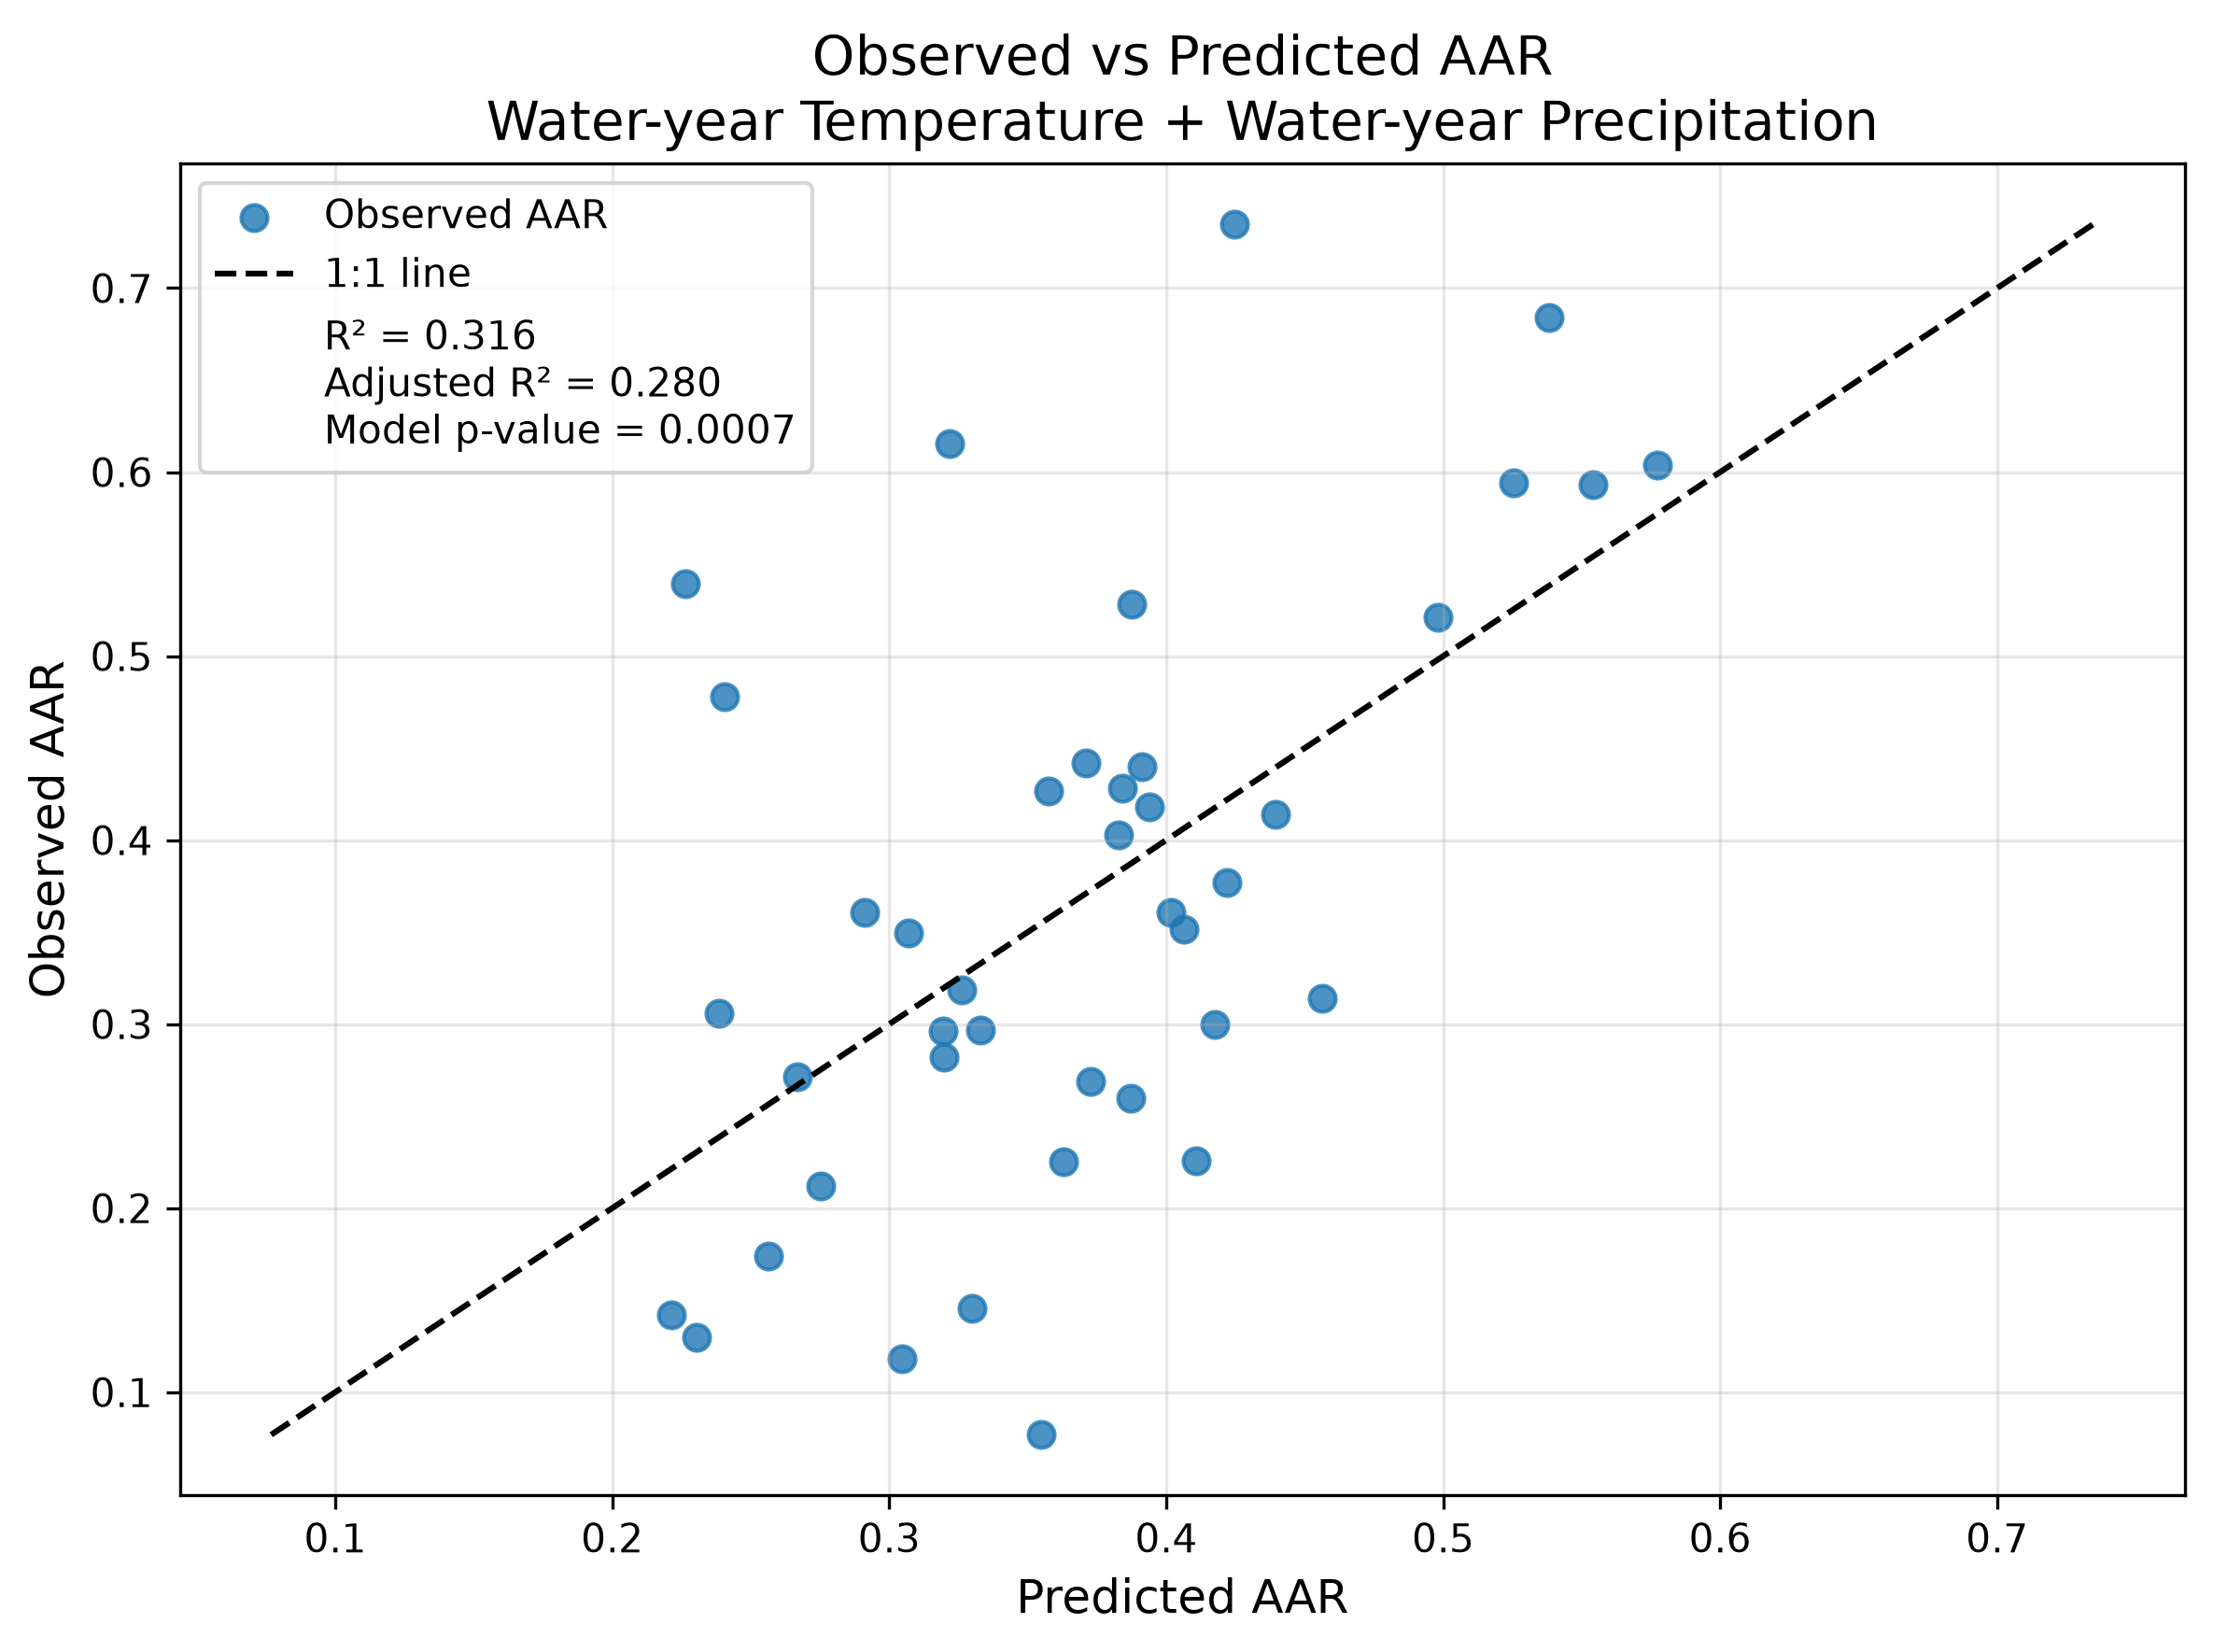 Observed vs Predicted AAR
Water-year Temperature + Water-year Precipitation
Observed AAR
1:1 line
R² = 0.316
Adjusted R² = 0.280
Model p-value = 0.0007
Observed AAR
0.7
0.6
0.5
0.4
0.3
0.2
0.1
0.1
0.2
0.3
0.4
0.5
0.6
0.7
Predicted AAR